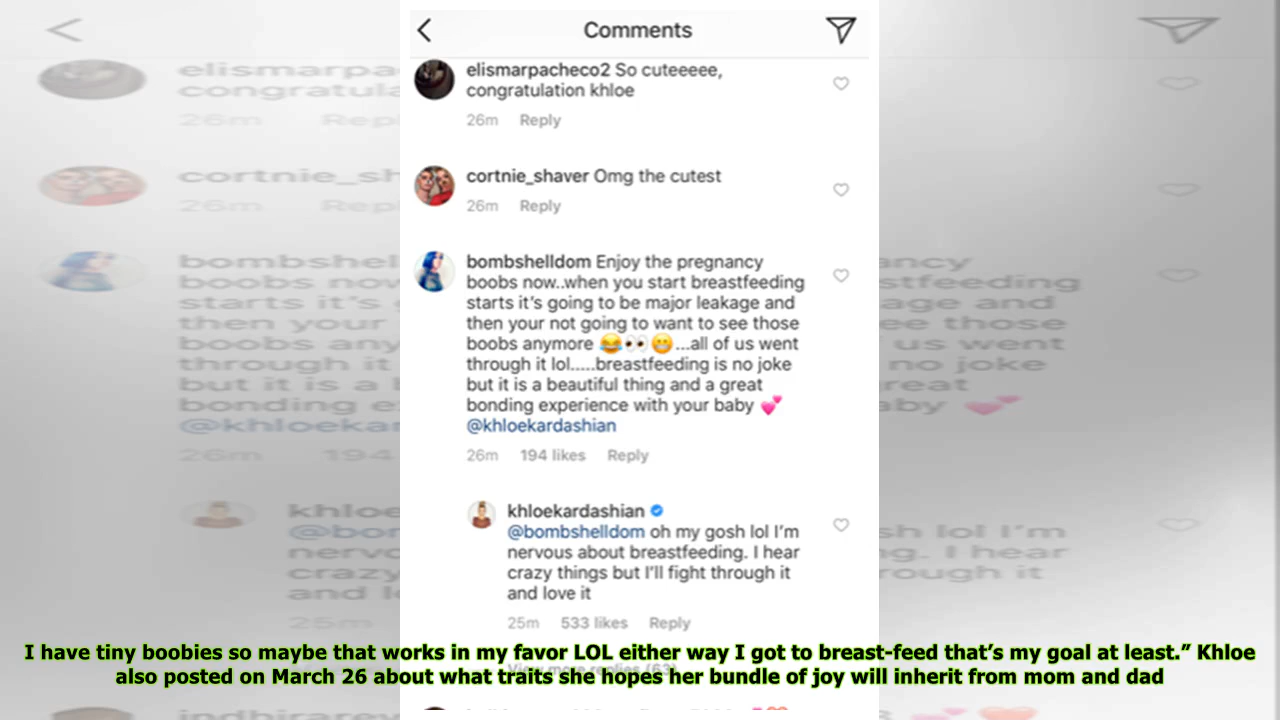 Comments
elismarpacheco2 So cuteeeee,
congratulation khloe
26m Reply
cortnie_shaver Omg the cutest
26m Reply
bombshelldom Enjoy the pregnancy
boobs now..when you start breastfeeding
starts it's going to be major leakage and
then your not going to want to see those
boobs anymore 😂👀😬...all of us went
through it lol.....breastfeeding is no joke
but it is a beautiful thing and a great
bonding experience with your baby 💕
@khloekardashian
26m 194 likes Reply
khloekardashian
@bombshelldom oh my gosh lol I'm
nervous about breastfeeding. I hear
crazy things but I'll fight through it
and love it
25m 533 likes Reply
I have tiny boobies so maybe that works in my favor LOL either way I got to breast-feed that’s my goal at least.” Khloe
also posted on March 26 about what traits she hopes her bundle of joy will inherit from mom and dad